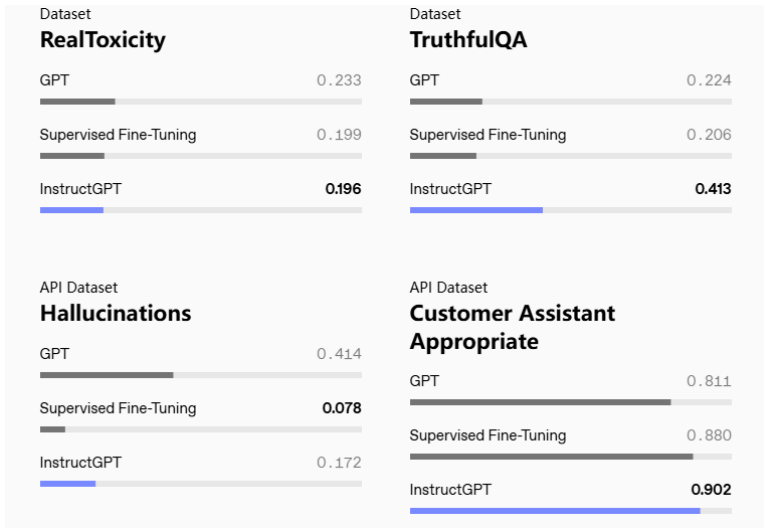 Dataset
RealToxicity
GPT 0.233
Supervised Fine-Tuning 0.199
InstructGPT 0.196
Dataset
TruthfulQA
GPT 0.224
Supervised Fine-Tuning 0.206
InstructGPT 0.413
API Dataset
Hallucinations
GPT 0.414
Supervised Fine-Tuning 0.078
InstructGPT 0.172
API Dataset
Customer Assistant
Appropriate
GPT 0.811
Supervised Fine-Tuning 0.880
InstructGPT 0.902